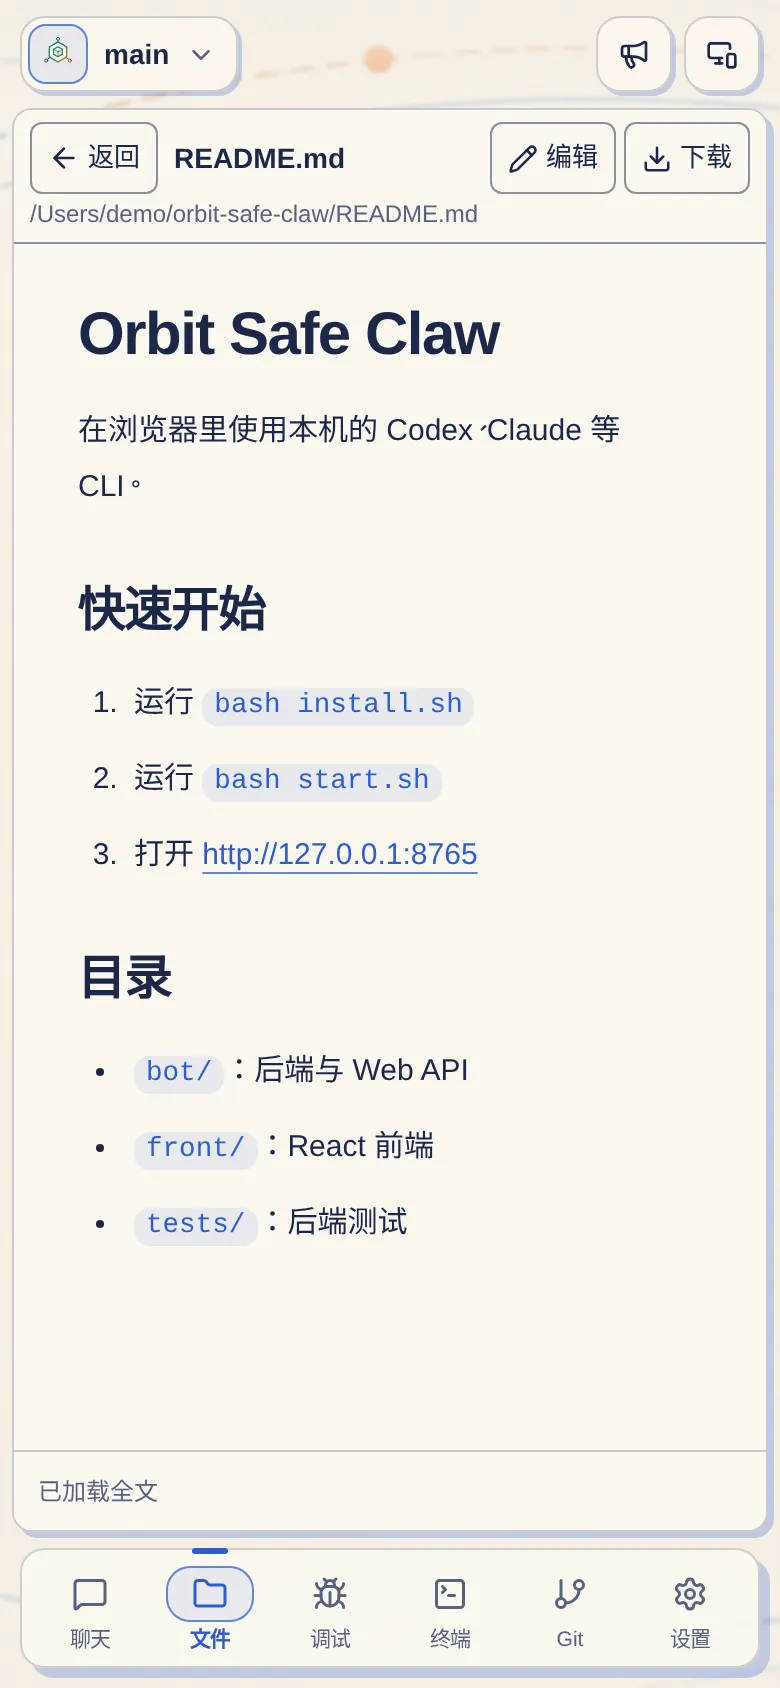 main
返回 README.md 编辑 下载
/Users/demo/orbit-safe-claw/README.md
Orbit Safe Claw
在浏览器里使用本机的 Codex、Claude 等
CLI。
快速开始
1. 运行 bash install.sh
2. 运行 bash start.sh
3. 打开 http://127.0.0.1:8765
目录
• bot/：后端与 Web API
• front/：React 前端
• tests/：后端测试
已加载全文
聊天 文件 调试 终端 Git 设置